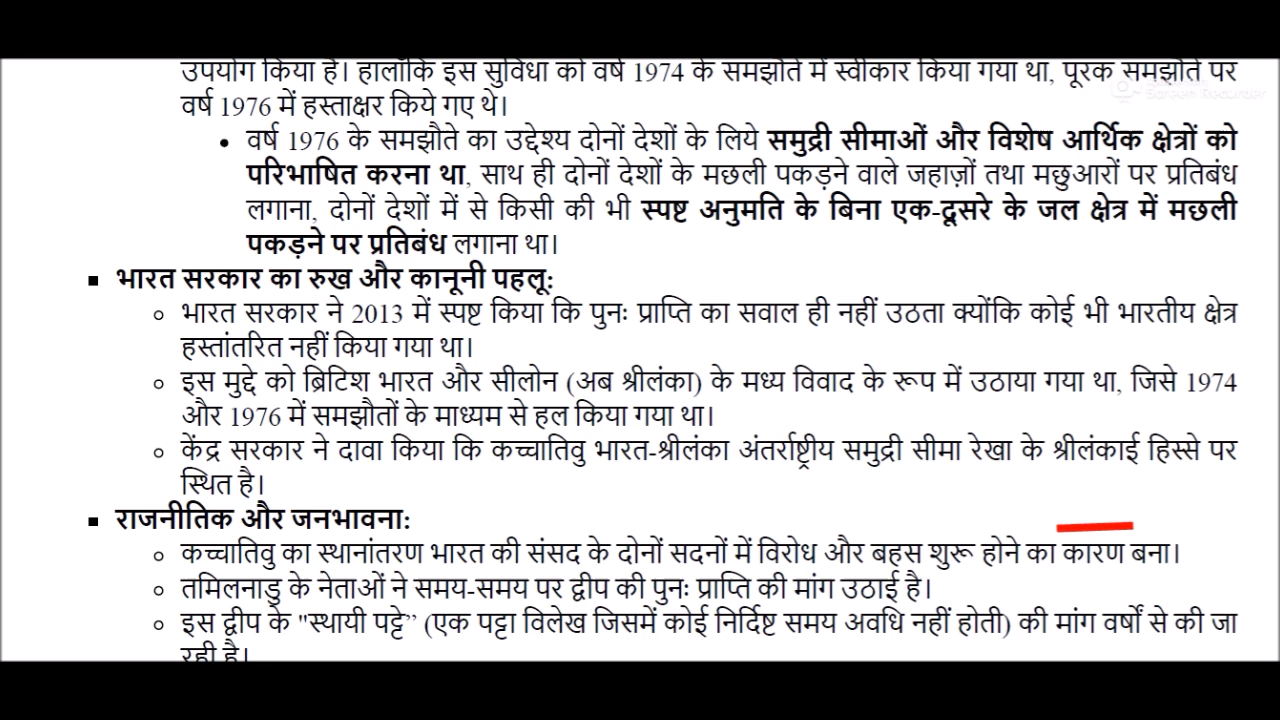 उपयोग किया है। हालाँकि इस सुविधा को वर्ष 1974 के समझौते में स्वीकार किया गया था, पूरक समझौते पर
Screen Recorder
वर्ष 1976 में हस्ताक्षर किये गए थे।
• वर्ष 1976 के समझौते का उद्देश्य दोनों देशों के लिये समुद्री सीमाओं और विशेष आर्थिक क्षेत्रों को
परिभाषित करना था, साथ ही दोनों देशों के मछली पकड़ने वाले जहाज़ों तथा मछुआरों पर प्रतिबंध
लगाना, दोनों देशों में से किसी की भी स्पष्ट अनुमति के बिना एक-दूसरे के जल क्षेत्र में मछली
पकड़ने पर प्रतिबंध लगाना था।
▪ भारत सरकार का रुख और कानूनी पहलू:
○ भारत सरकार ने 2013 में स्पष्ट किया कि पुनः प्राप्ति का सवाल ही नहीं उठता क्योंकि कोई भी भारतीय क्षेत्र
हस्तांतरित नहीं किया गया था।
○ इस मुद्दे को ब्रिटिश भारत और सीलोन (अब श्रीलंका) के मध्य विवाद के रूप में उठाया गया था, जिसे 1974
और 1976 में समझौतों के माध्यम से हल किया गया था।
○ केंद्र सरकार ने दावा किया कि कच्चातिवु भारत-श्रीलंका अंतर्राष्ट्रीय समुद्री सीमा रेखा के श्रीलंकाई हिस्से पर
स्थित है।
▪ राजनीतिक और जनभावना:
○ कच्चातिवु का स्थानांतरण भारत की संसद के दोनों सदनों में विरोध और बहस शुरू होने का कारण बना।
○ तमिलनाडु के नेताओं ने समय-समय पर द्वीप की पुनः प्राप्ति की मांग उठाई है।
○ इस द्वीप के "स्थायी पट्टे” (एक पट्टा विलेख जिसमें कोई निर्दिष्ट समय अवधि नहीं होती) की मांग वर्षों से की जा
रही है।